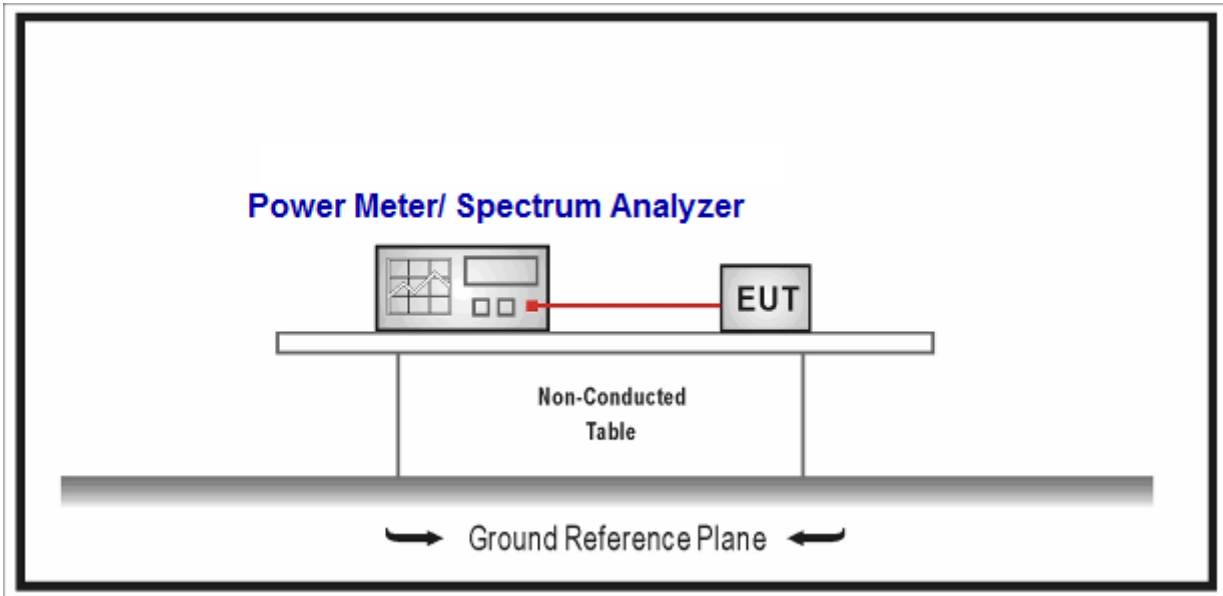 Power Meter/ Spectrum Analyzer
EUT
Non-Conducted
Table
Ground Reference Plane